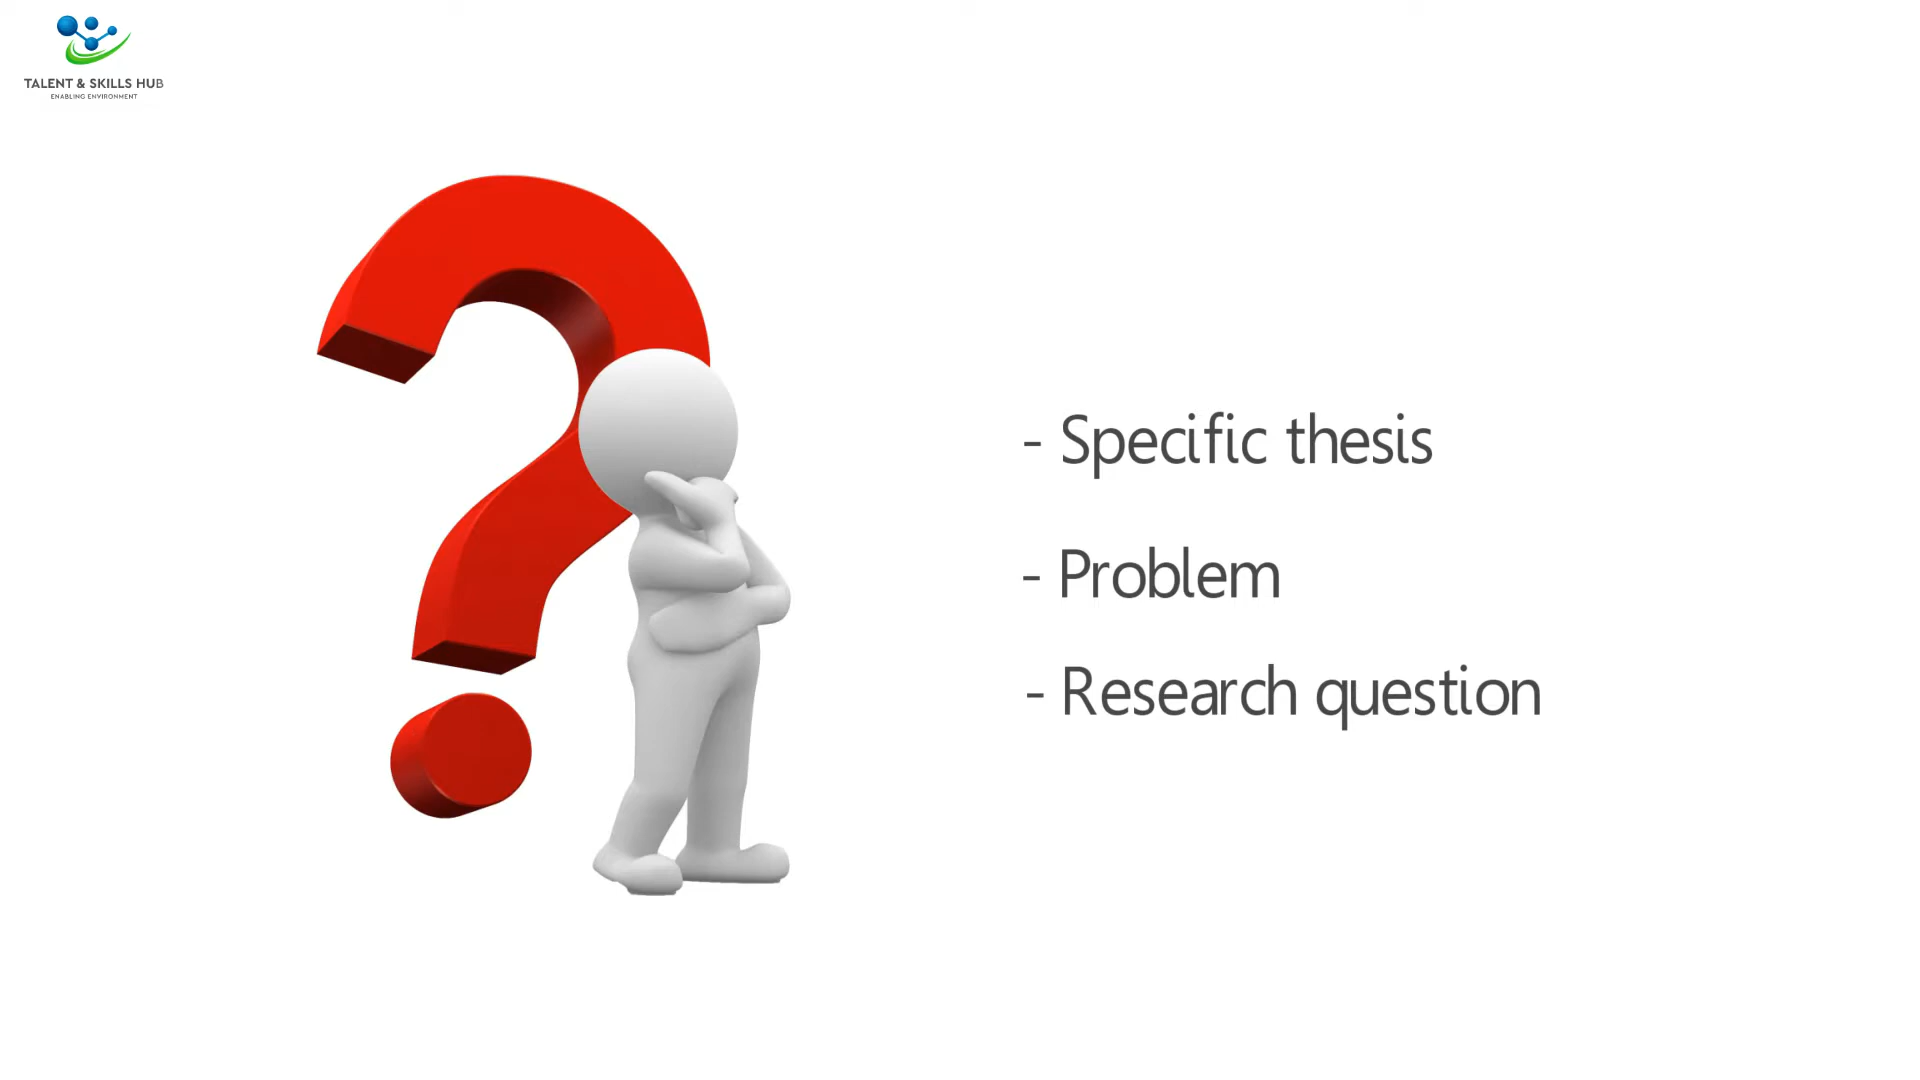 TALENT & SKILLS HUB
ENABLING ENVIRONMENT
- Specific thesis
- Problem
- Research question